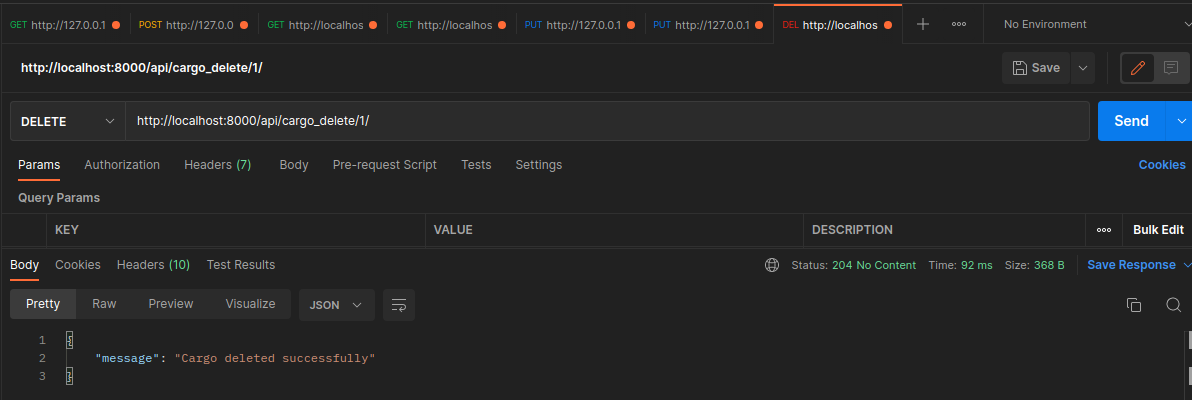 GET http://127.0.0.1 POST http://127.0.0 GET http://localhos GET http://localhos PUT http://127.0.0.1 PUT http://127.0.0.1 DEL http://localhos No Environment
http://localhost:8000/api/cargo_delete/1/ Save
DELETE http://localhost:8000/api/cargo_delete/1/ Send
Params Authorization Headers (7) Body Pre-request Script Tests Settings Cookies
Query Params
KEY VALUE DESCRIPTION Bulk Edit
Body Cookies Headers (10) Test Results Status: 204 No Content Time: 92 ms Size: 368 B Save Response
Pretty Raw Preview Visualize JSON
1 {
2 "message": "Cargo deleted successfully"
3 }